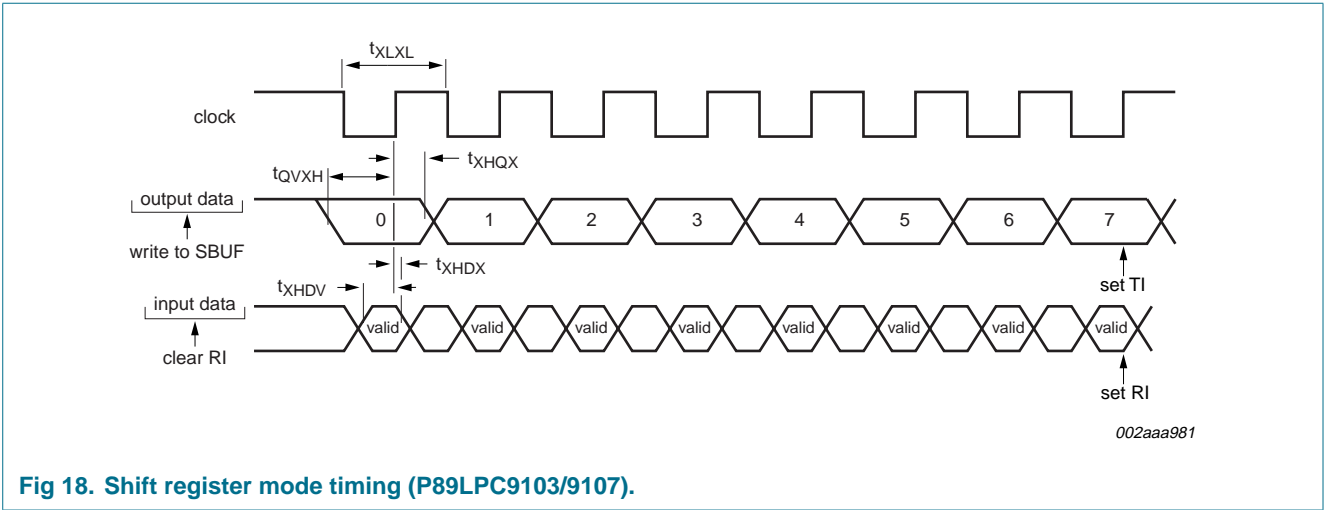 tXLXL
clock
tXHQX
tQVXH
output data
0 1 2 3 4 5 6 7
write to SBUF
tXHDX
set TI
tXHDV
input data
valid valid valid valid valid valid valid valid
clear RI
set RI
002aaa981
Fig 18. Shift register mode timing (P89LPC9103/9107).